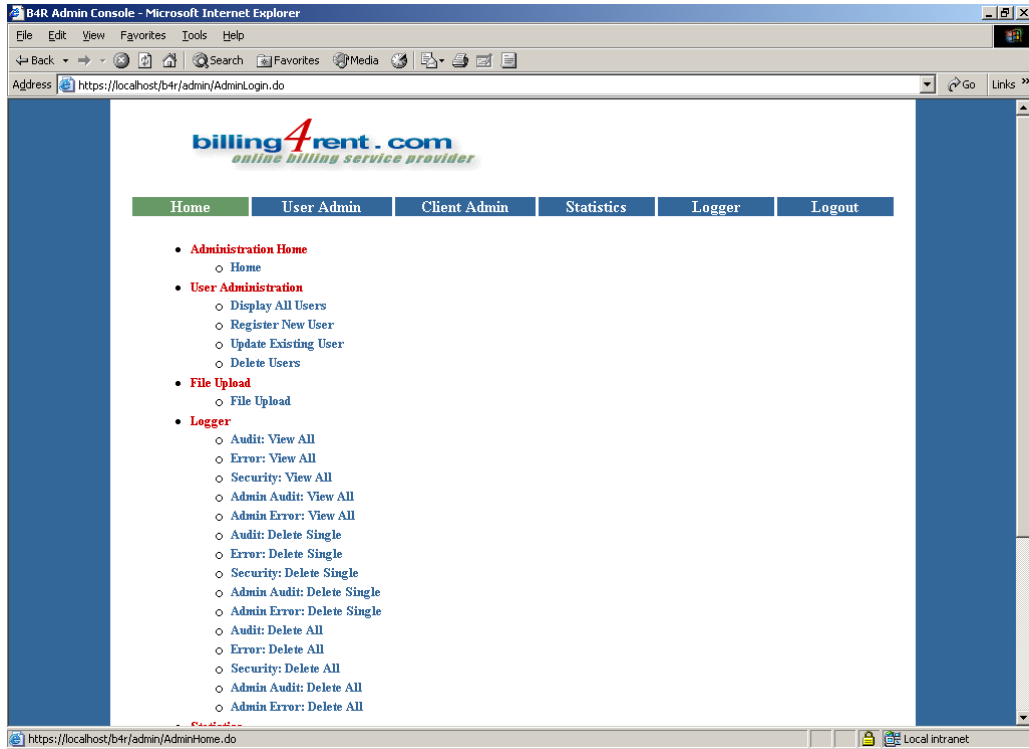 B4R Admin Console - Microsoft Internet Explorer
File Edit View Favorites Tools Help
Back Search Favorites Media
Address https://localhost/b4r/admin/AdminLogin.do Go Links »
billing4rent.com
online billing service provider
Home User Admin Client Admin Statistics Logger Logout
Administration Home
Home
User Administration
Display All Users
Register New User
Update Existing User
Delete Users
File Upload
File Upload
Logger
Audit: View All
Error: View All
Security: View All
Admin Audit: View All
Admin Error: View All
Audit: Delete Single
Error: Delete Single
Security: Delete Single
Admin Audit: Delete Single
Admin Error: Delete Single
Audit: Delete All
Error: Delete All
Security: Delete All
Admin Audit: Delete All
Admin Error: Delete All
Statistics
https://localhost/b4r/admin/AdminHome.do Local intranet